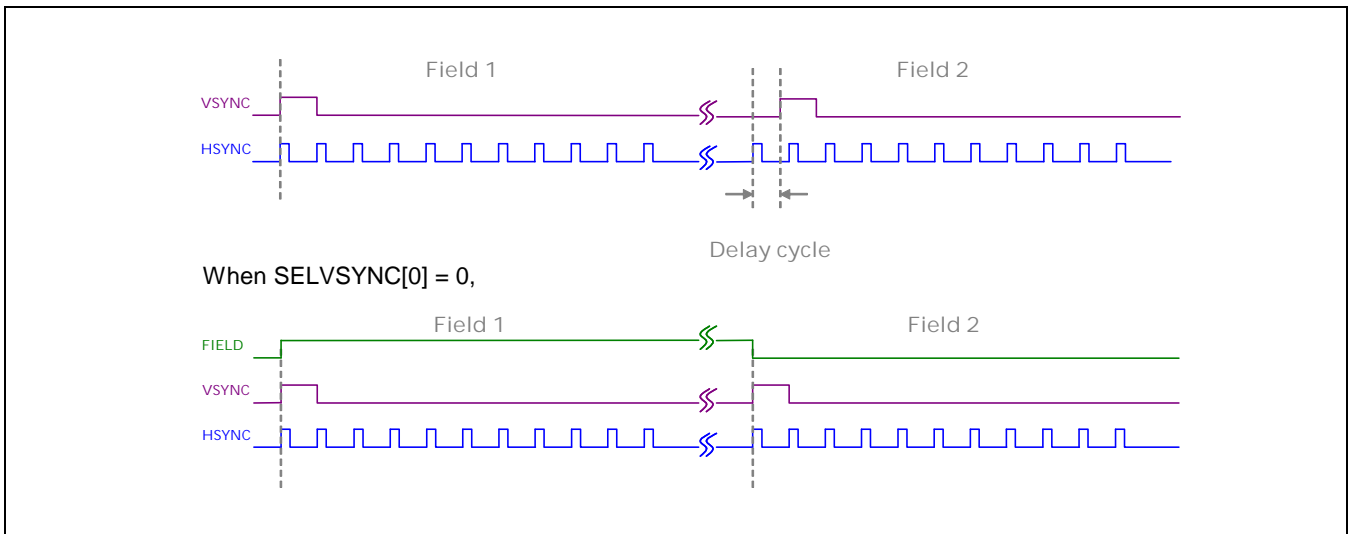 Field 1
Field 2
VSYNC
HSYNC
Delay cycle
When SELVSYNC[0] = 0,
Field 1
Field 2
FIELD
VSYNC
HSYNC